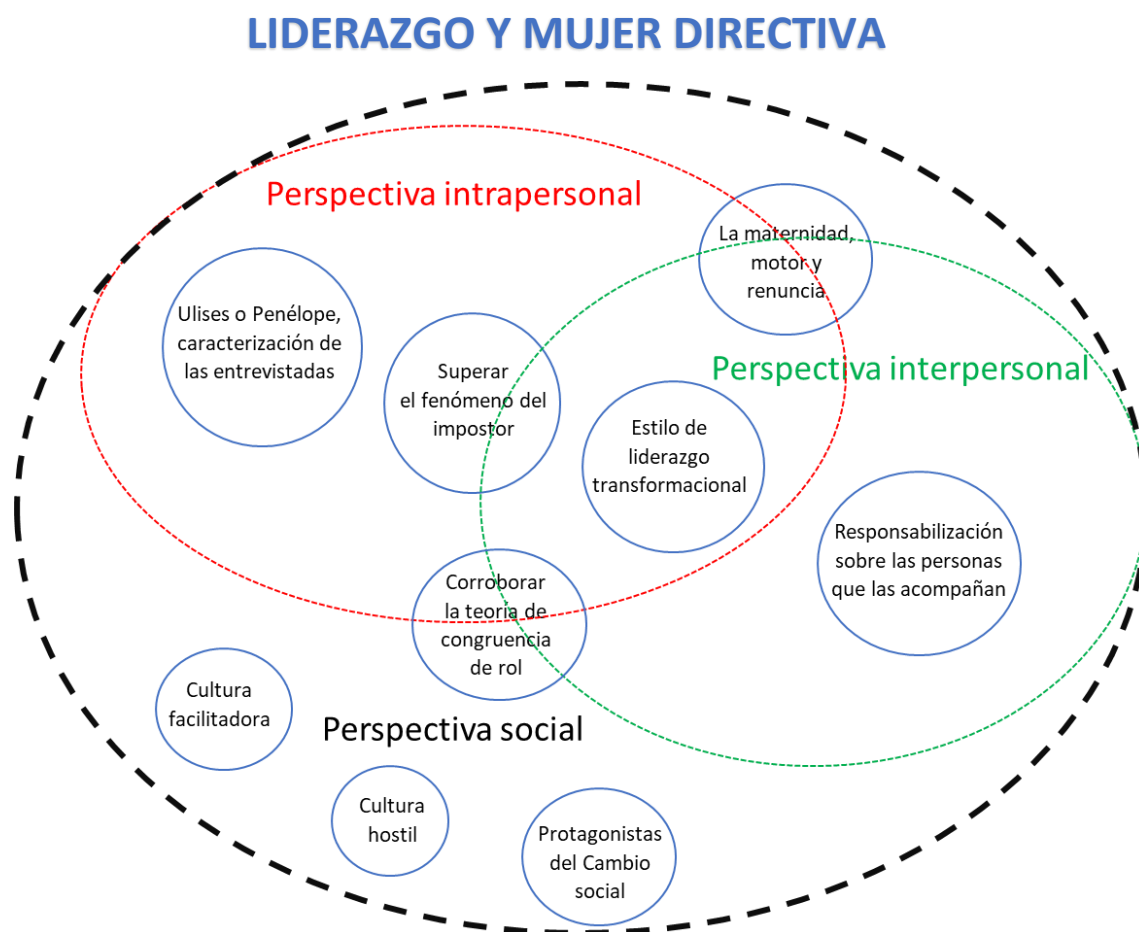 LIDERAZGO Y MUJER DIRECTIVA
Perspectiva intrapersonal
La maternidad,
motor y
renuncia
Ulises o Penélope,
caracterización de
las entrevistadas
Superar
el fenómeno del
impostor
Perspectiva interpersonal
Estilo de
liderazgo
transformacional
Responsabilización
sobre las personas
que las acompañan
Corroborar
la teoría de
congruencia
de rol
Cultura
facilitadora
Perspectiva social
Cultura
hostil
Protagonistas
del Cambio
social